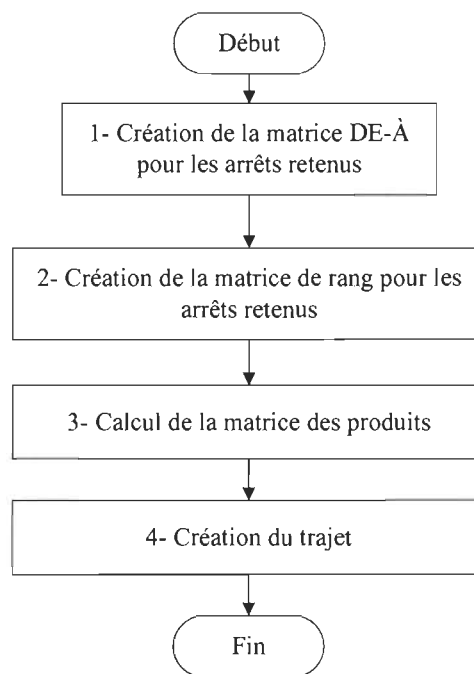 Début
1- Création de la matrice DE-À
pour les arrêts retenus
2- Création de la matrice de rang pour les
arrêts retenus
3- Calcul de la matrice des produits
4- Création du trajet
Fin